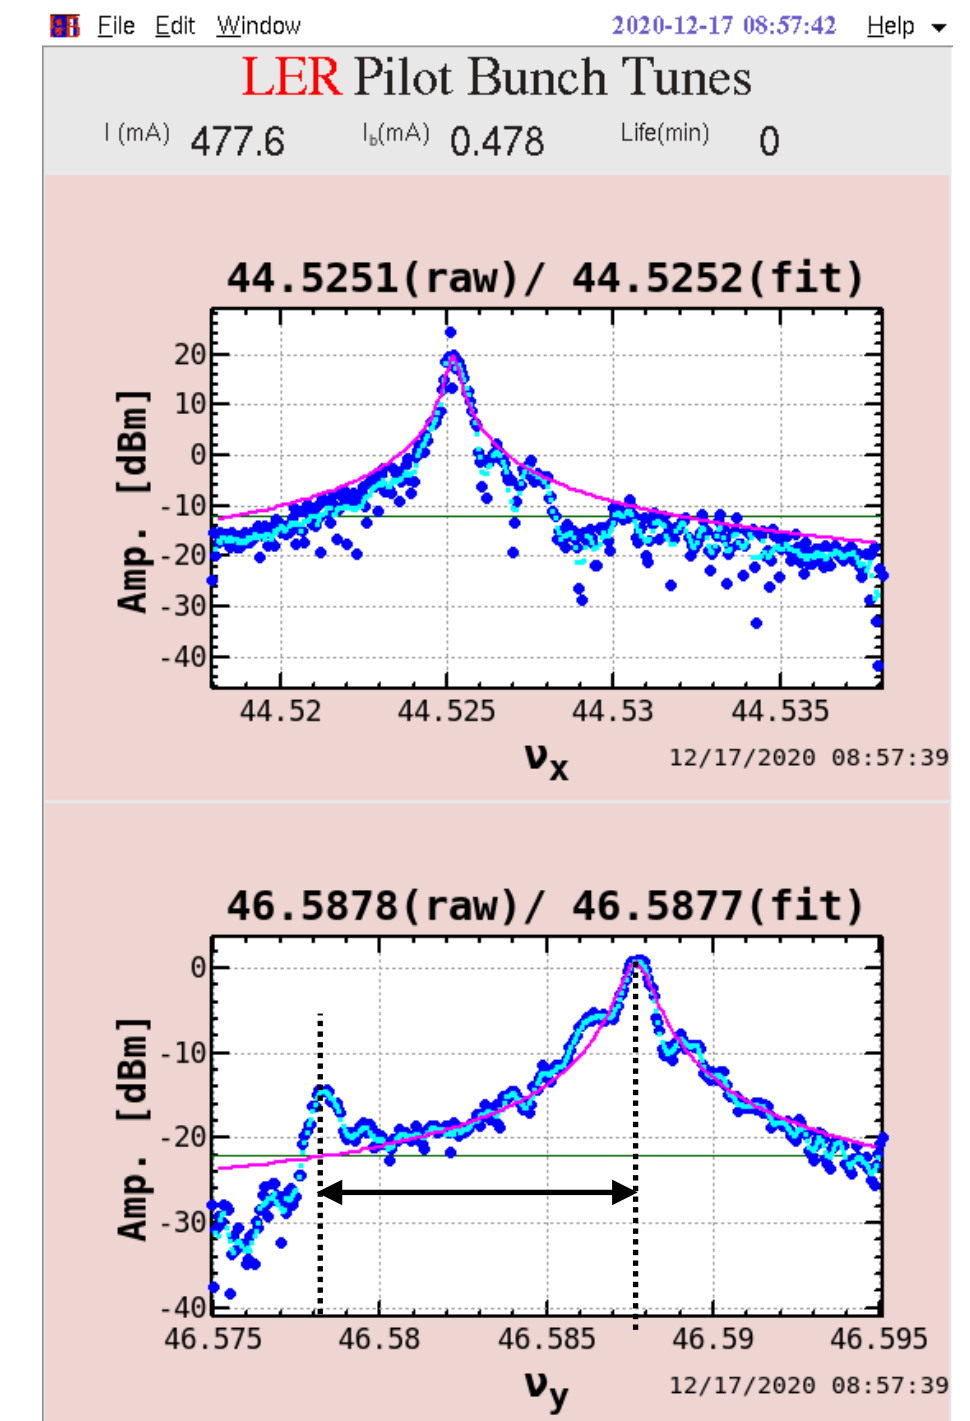 File Edit Window 2020-12-17 08:57:42 Help
LER Pilot Bunch Tunes
I (mA) 477.6 Ib(mA) 0.478 Life(min) 0
44.5251(raw)/ 44.5252(fit)
20
10
0
-10
-20
-30
-40
Amp. [dBm]
44.52 44.525 44.53 44.535
νx 12/17/2020 08:57:39
46.5878(raw)/ 46.5877(fit)
0
-10
-20
-30
-40
Amp. [dBm]
46.575 46.58 46.585 46.59 46.595
νy 12/17/2020 08:57:39